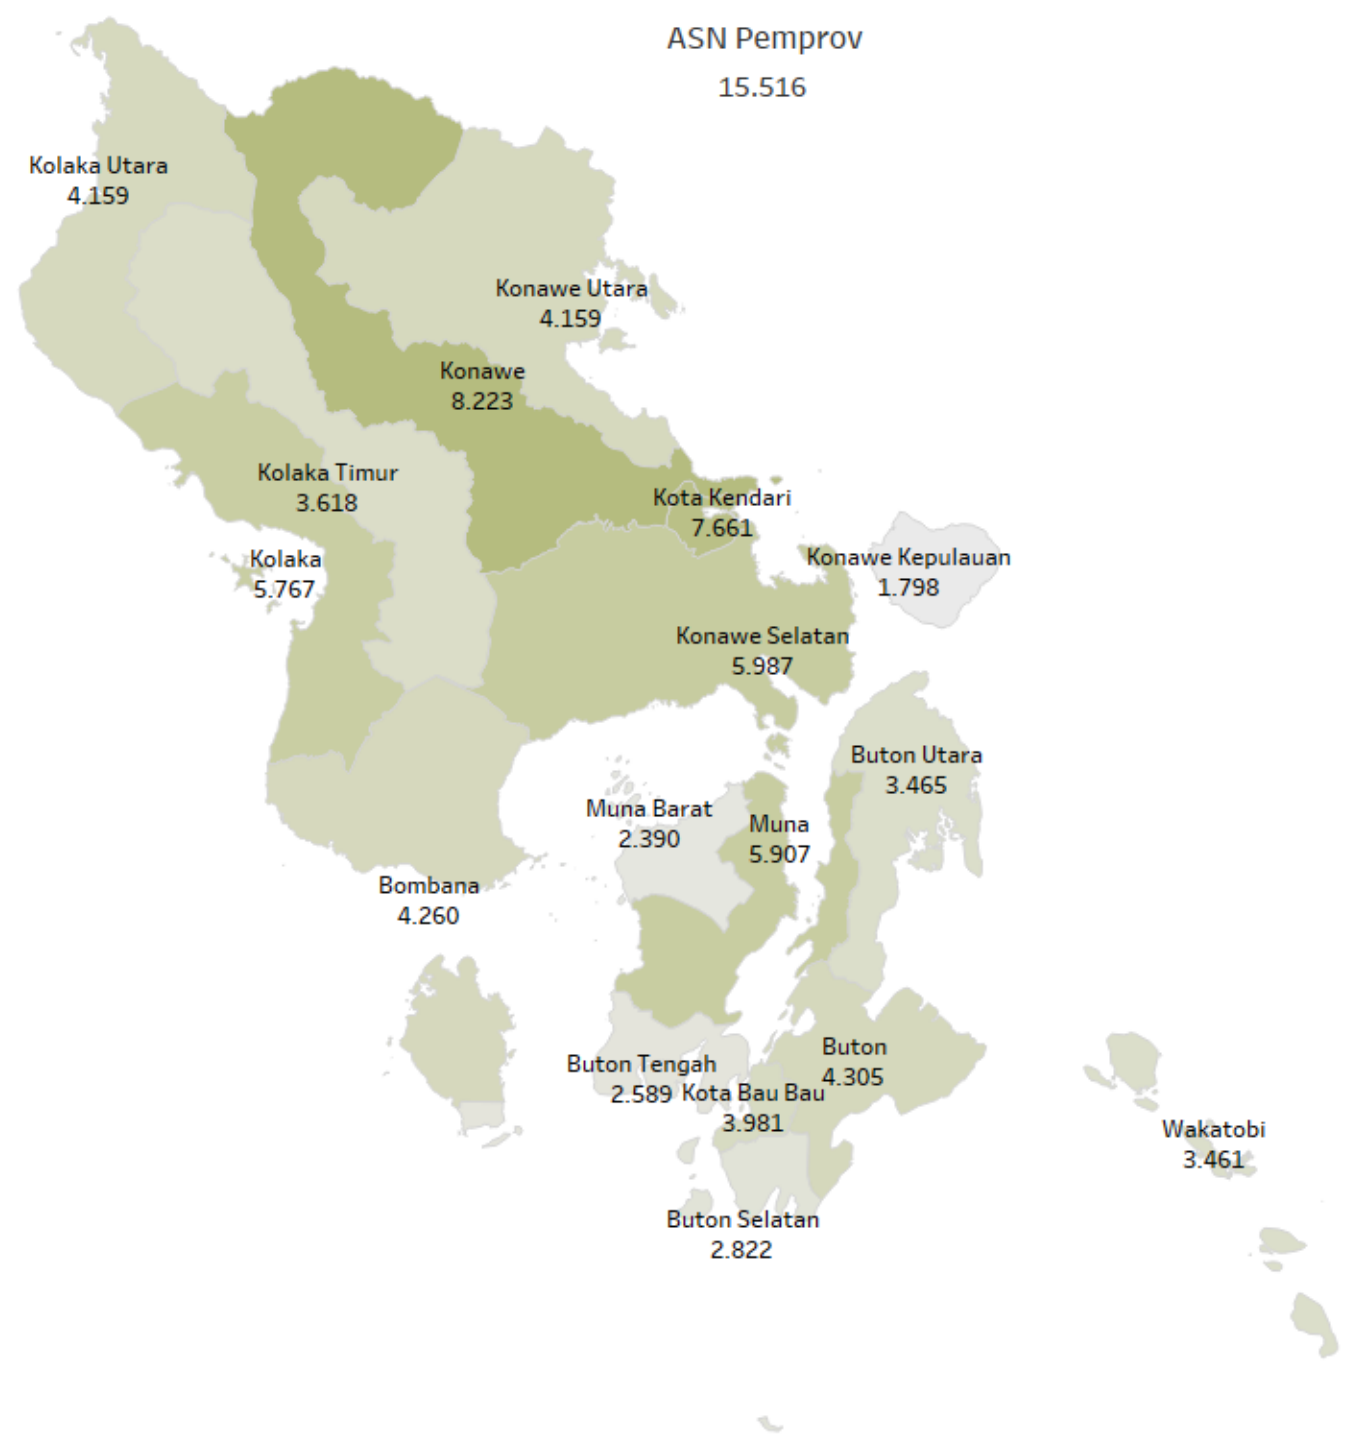 ASN Pemprov
15.516
Kolaka Utara
4.159
Konawe Utara
4.159
Konawe
8.223
Kolaka Timur
3.618
Kota Kendari
7.661
Kolaka
5.767
Konawe Kepulauan
1.798
Konawe Selatan
5.987
Buton Utara
3.465
Muna Barat
2.390
Muna
5.907
Bombana
4.260
Buton
4.305
Buton Tengah
2.589
Kota Bau Bau
3.981
Wakatobi
3.461
Buton Selatan
2.822